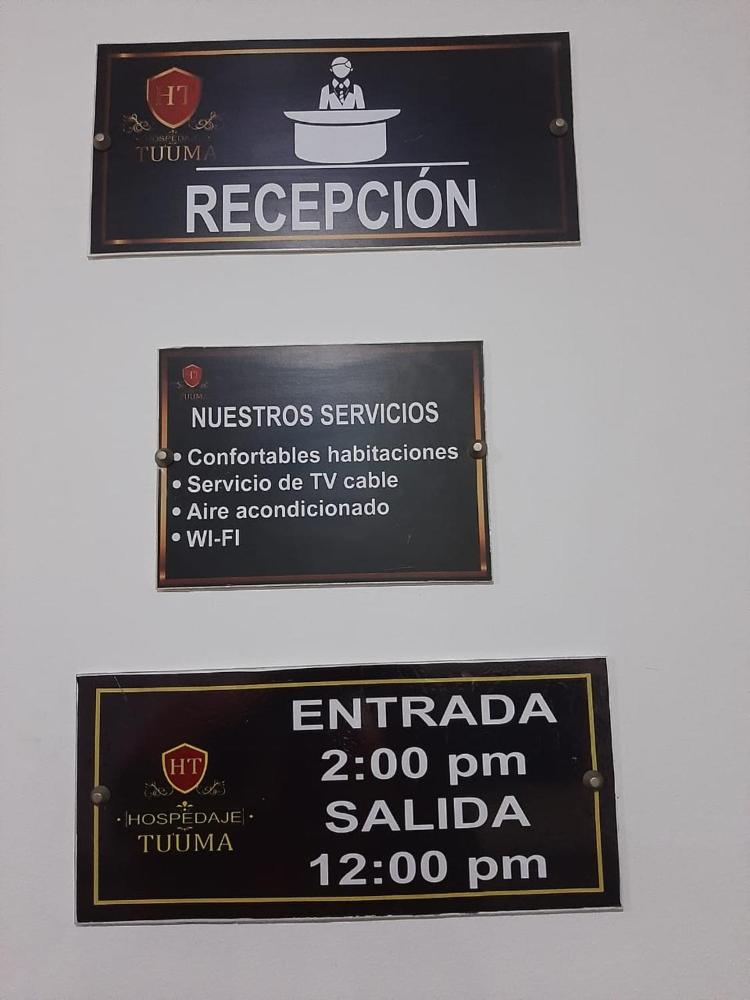 HT
HOSPEDAJE
TUUMA
RECEPCIÓN
HT
TUUMA
NUESTROS SERVICIOS
• Confortables habitaciones
• Servicio de TV cable
• Aire acondicionado
• WI-FI
HT
HOSPEDAJE
TUUMA
ENTRADA
2:00 pm
SALIDA
12:00 pm